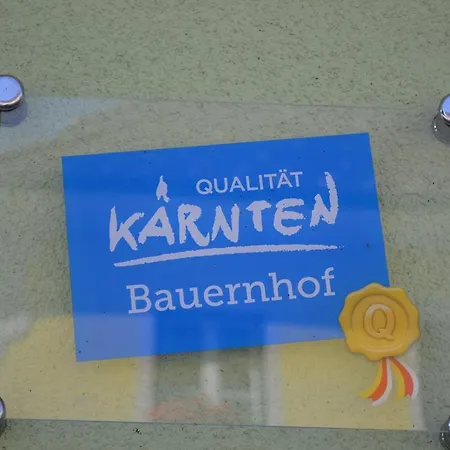 QUALITÄT
KÄRNTEN
Bauernhof
Q